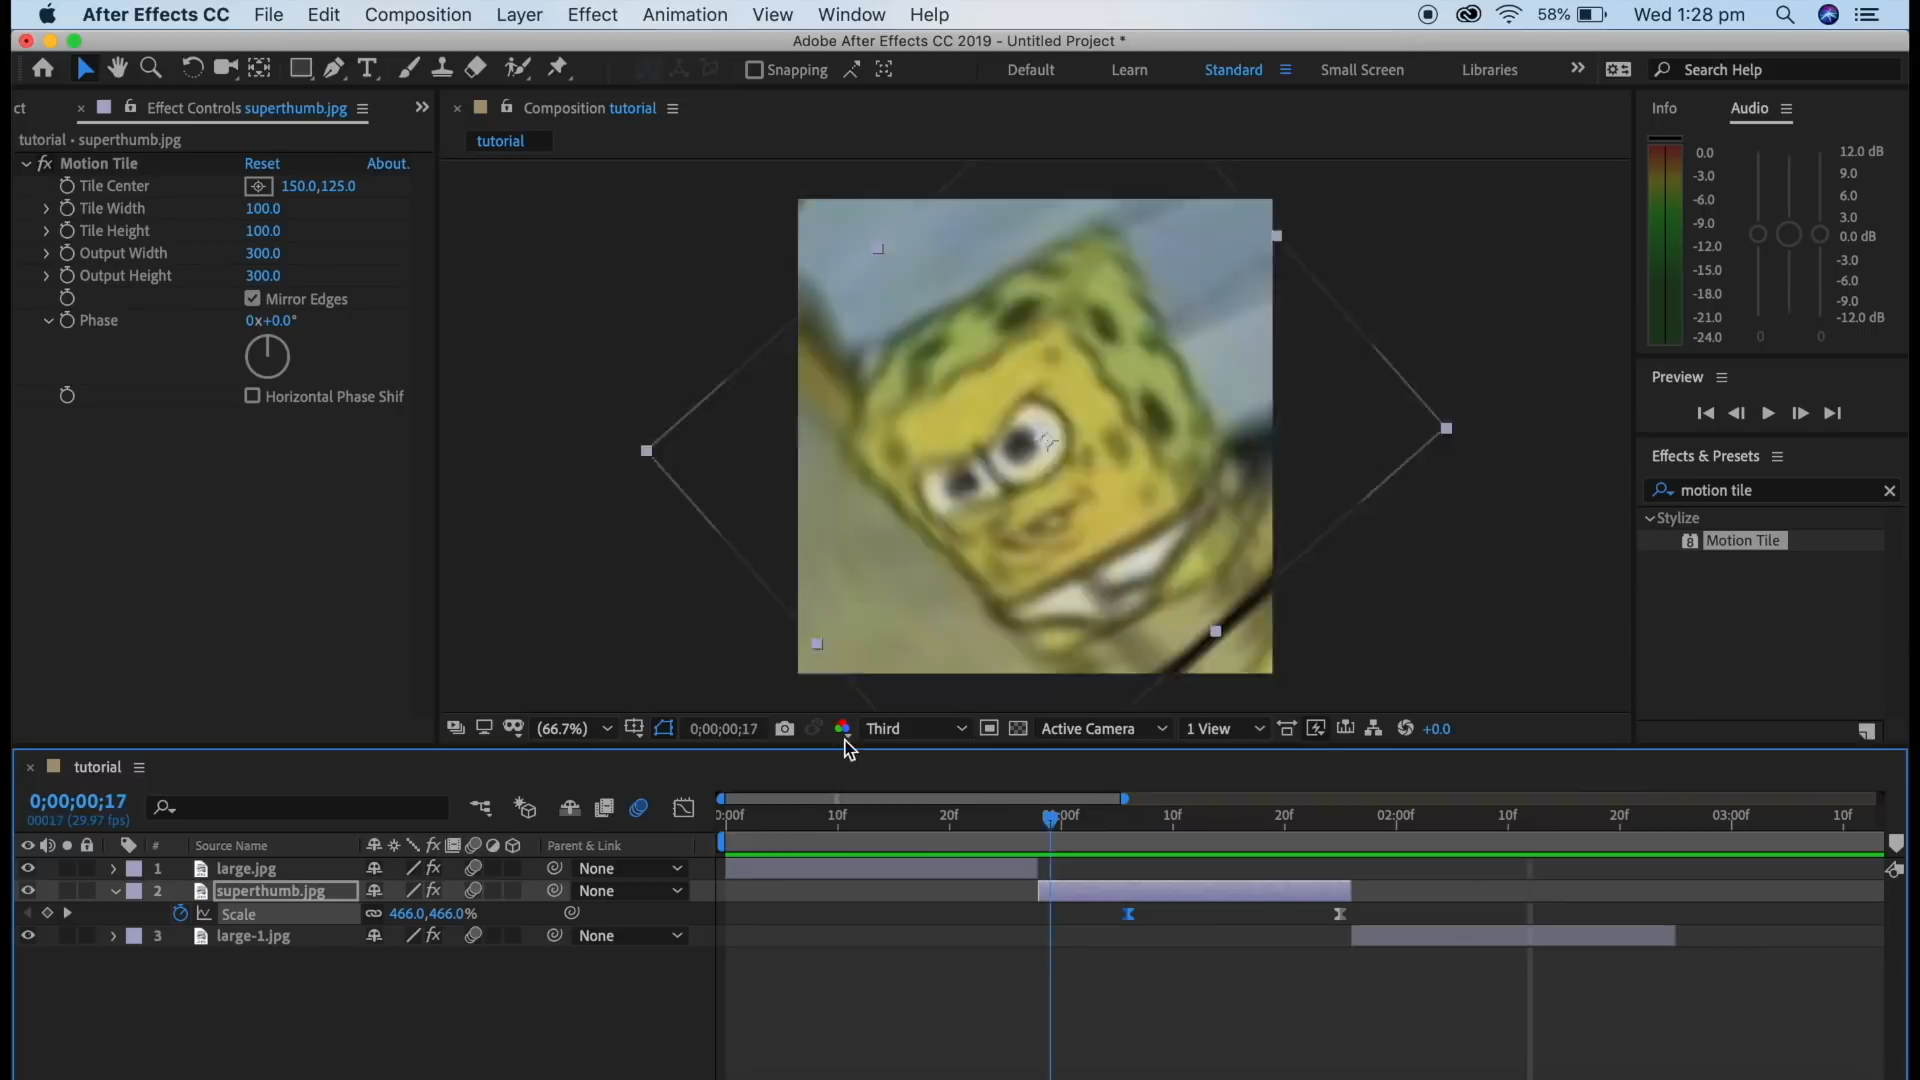 After EffectsCC File Edit Composition Layer Effect Animation View Window Help 58% Wed 1:28 pm
Adobe After Effects CC 2019 - Untitled Project *
Snapping Default Learn Standard Small Screen Libraries Search Help
ct Effect Controls superthumb.jpg Composition tutorial Info Audio
tutorial • superthumb.jpg tutorial
fx Motion Tile Reset About.
Tile Center 150.0,125.0
Tile Width 100.0
Tile Height 100.0
Output Width 300.0
Output Height 300.0
Mirror Edges
Phase 0x+0.0°
Horizontal Phase Shif
0.0 12.0 dB
-3.0 9.0
-6.0 6.0
-9.0 3.0
-12.0 0.0 dB
-15.0 -3.0
-18.0 -6.0
-21.0 -9.0
-24.0 -12.0 dB
0 0
Preview
Effects & Presets
motion tile
Stylize
8 Motion Tile
(66.7%) 0;00;00;17 Third Active Camera 1 View +0.0
tutorial
0;00;00;17
00017 (29.97 fps)
0:00f 10f 20f 00f 10f 20f 02:00f 10f 20f 03:00f 10f
# Source Name fx Parent & Link
1 large.jpg fx None
2 superthumb.jpg fx None
Scale 466.0,466.0%
3 large-1.jpg fx None